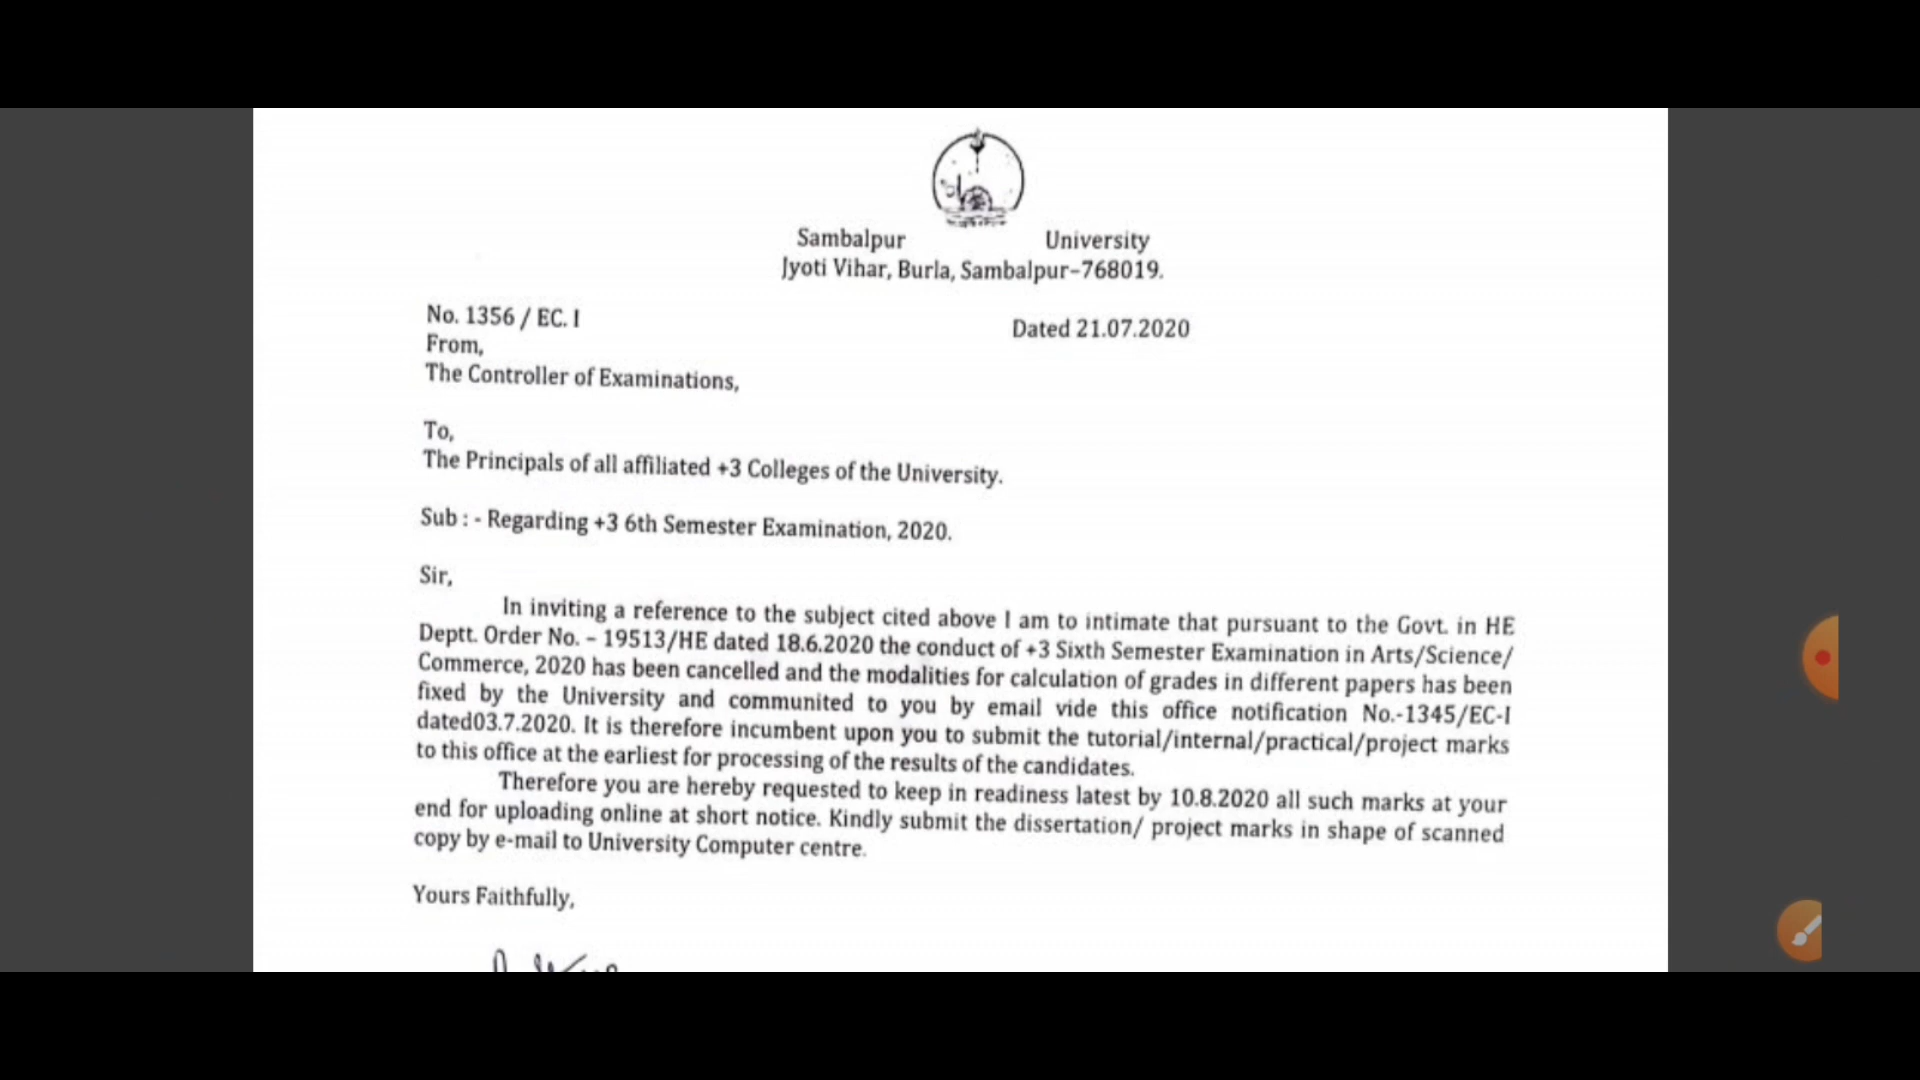 Sambalpur University
Jyoti Vihar, Burla, Sambalpur-768019.
No. 1356 / EC. I
Dated 21.07.2020
From,
The Controller of Examinations,
To,
The Principals of all affiliated +3 Colleges of the University.
Sub : - Regarding +3 6th Semester Examination, 2020.
Sir,
In inviting a reference to the subject cited above I am to intimate that pursuant to the Govt. in HE
Deptt. Order No. – 19513/HE dated 18.6.2020 the conduct of +3 Sixth Semester Examination in Arts/Science/
Commerce, 2020 has been cancelled and the modalities for calculation of grades in different papers has been
fixed by the University and communited to you by email vide this office notification No.-1345/EC-I
dated03.7.2020. It is therefore incumbent upon you to submit the tutorial/internal/practical/project marks
to this office at the earliest for processing of the results of the candidates.
Therefore you are hereby requested to keep in readiness latest by 10.8.2020 all such marks at your
end for uploading online at short notice. Kindly submit the dissertation/ project marks in shape of scanned
copy by e-mail to University Computer centre.
Yours Faithfully,